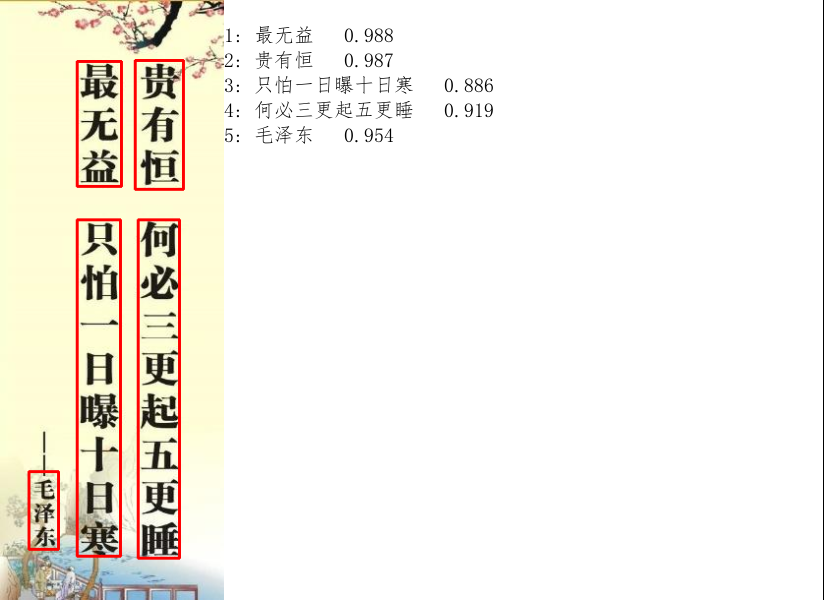 贵有恒
何必三更起五更睡
最无益
只怕一日曝十日寒
——毛泽东
1: 最无益 0.988
2: 贵有恒 0.987
3: 只怕一日曝十日寒 0.886
4: 何必三更起五更睡 0.919
5: 毛泽东 0.954